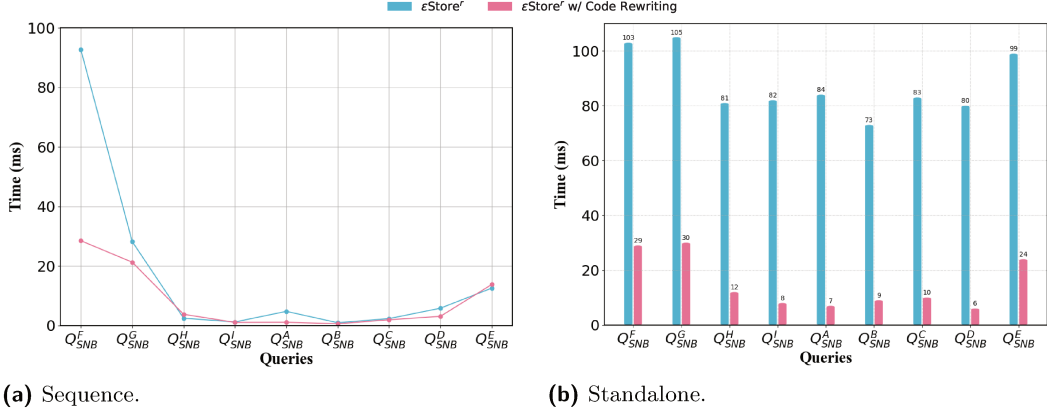 εStoreʳ   εStoreʳ w/ Code Rewriting
Time (ms)
100
80
60
40
20
0
Q^F_SNB Q^G_SNB Q^H_SNB Q^I_SNB Q^A_SNB Q^B_SNB Q^C_SNB Q^D_SNB Q^E_SNB
Queries
(a) Sequence.
Time (ms)
100
80
60
40
20
0
103 105 81 82 84 73 83 80 99
29 30 12 8 7 9 10 6 24
Q^F_SNB Q^G_SNB Q^H_SNB Q^I_SNB Q^A_SNB Q^B_SNB Q^C_SNB Q^D_SNB Q^E_SNB
Queries
(b) Standalone.